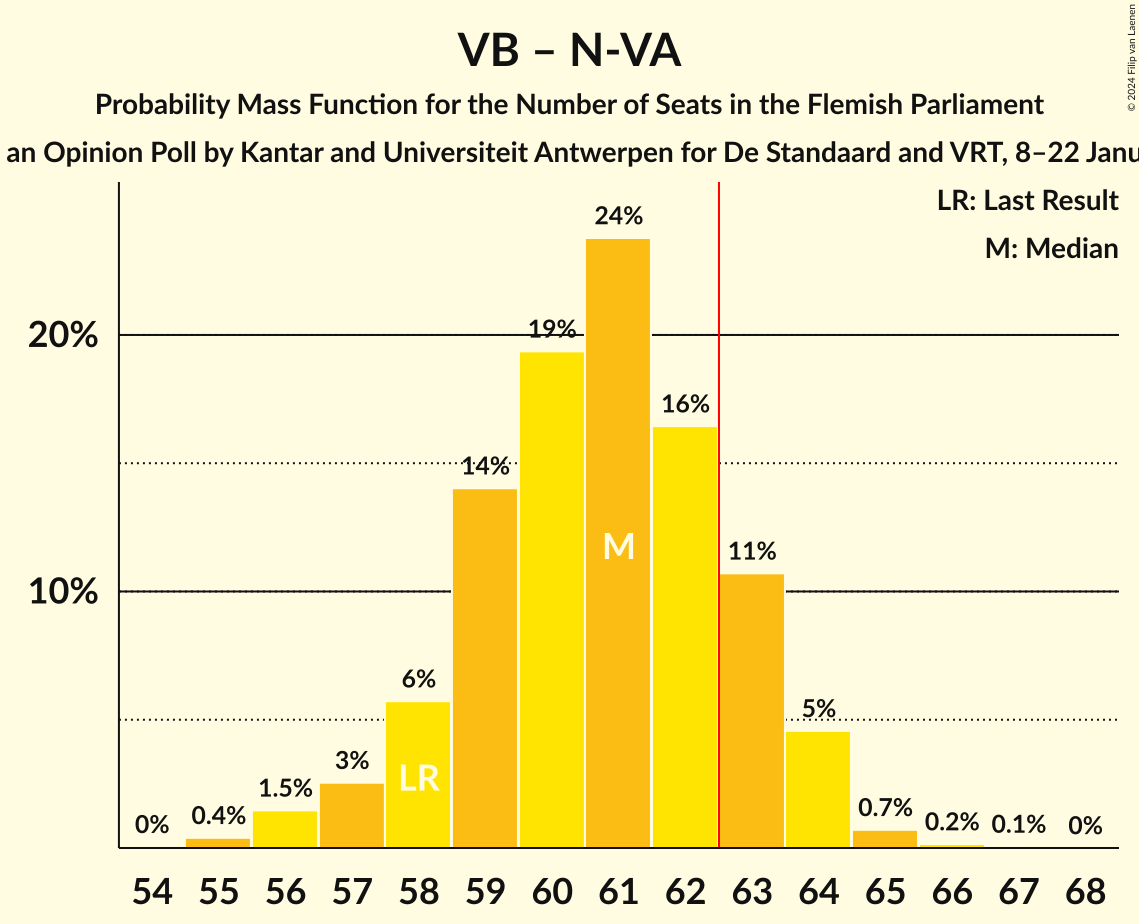 VB – N-VA
Probability Mass Function for the Number of Seats in the Flemish Parliament
an Opinion Poll by Kantar and Universiteit Antwerpen for De Standaard and VRT, 8–22 Janu
© 2024 Filip van Laenen
LR: Last Result
M: Median
20%
10%
0%
0.4%
1.5%
3%
6%
14%
19%
24%
16%
11%
5%
0.7%
0.2%
0.1%
0%
LR
M
54 55 56 57 58 59 60 61 62 63 64 65 66 67 68